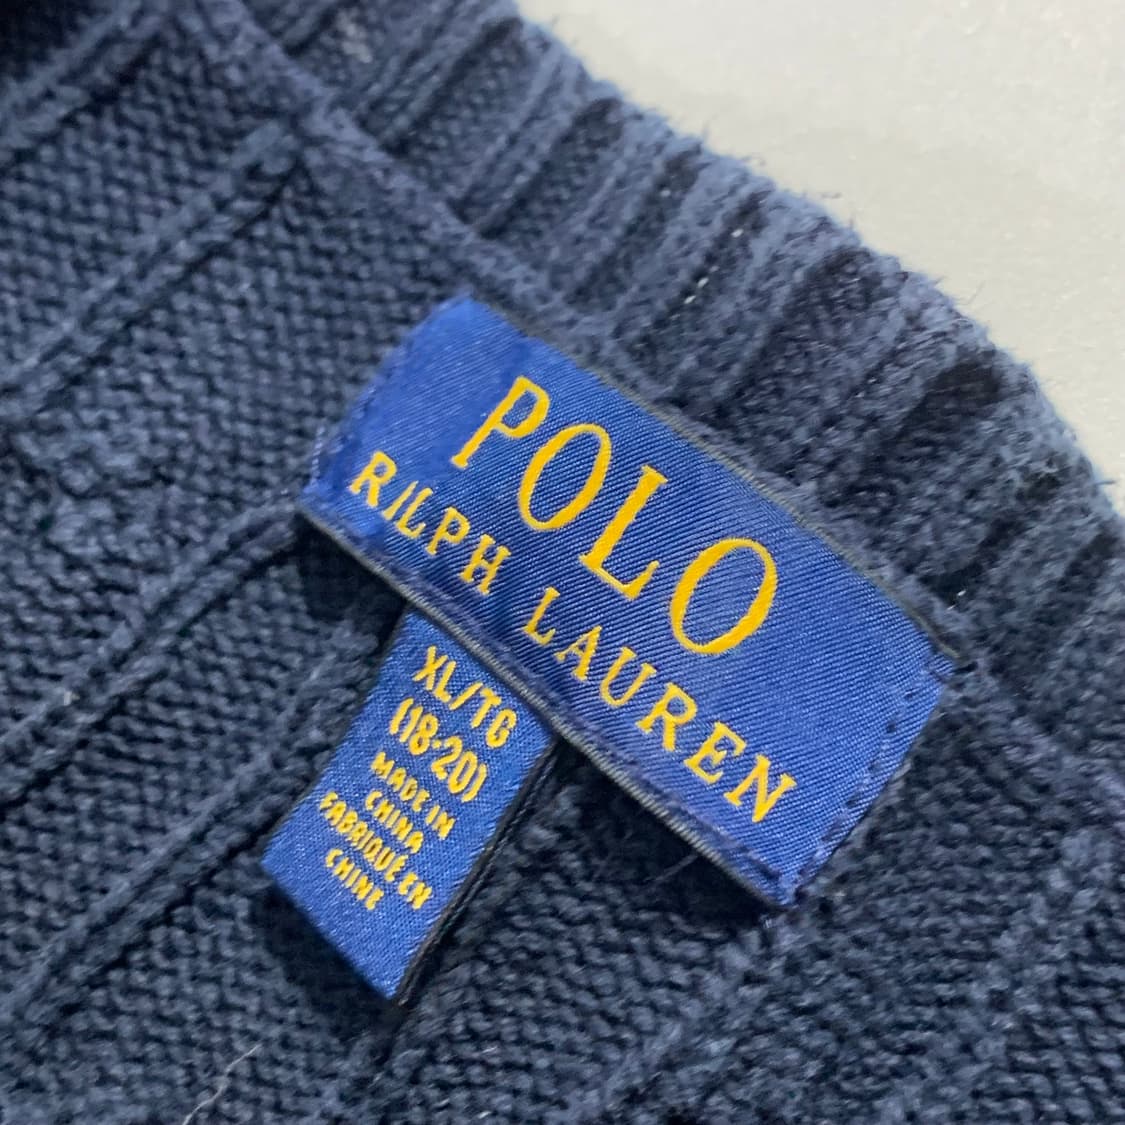 POLO
RALPH LAUREN
XL/TG
(18-20)
MADE IN
CHINA
FABRIQUÉ EN
CHINE